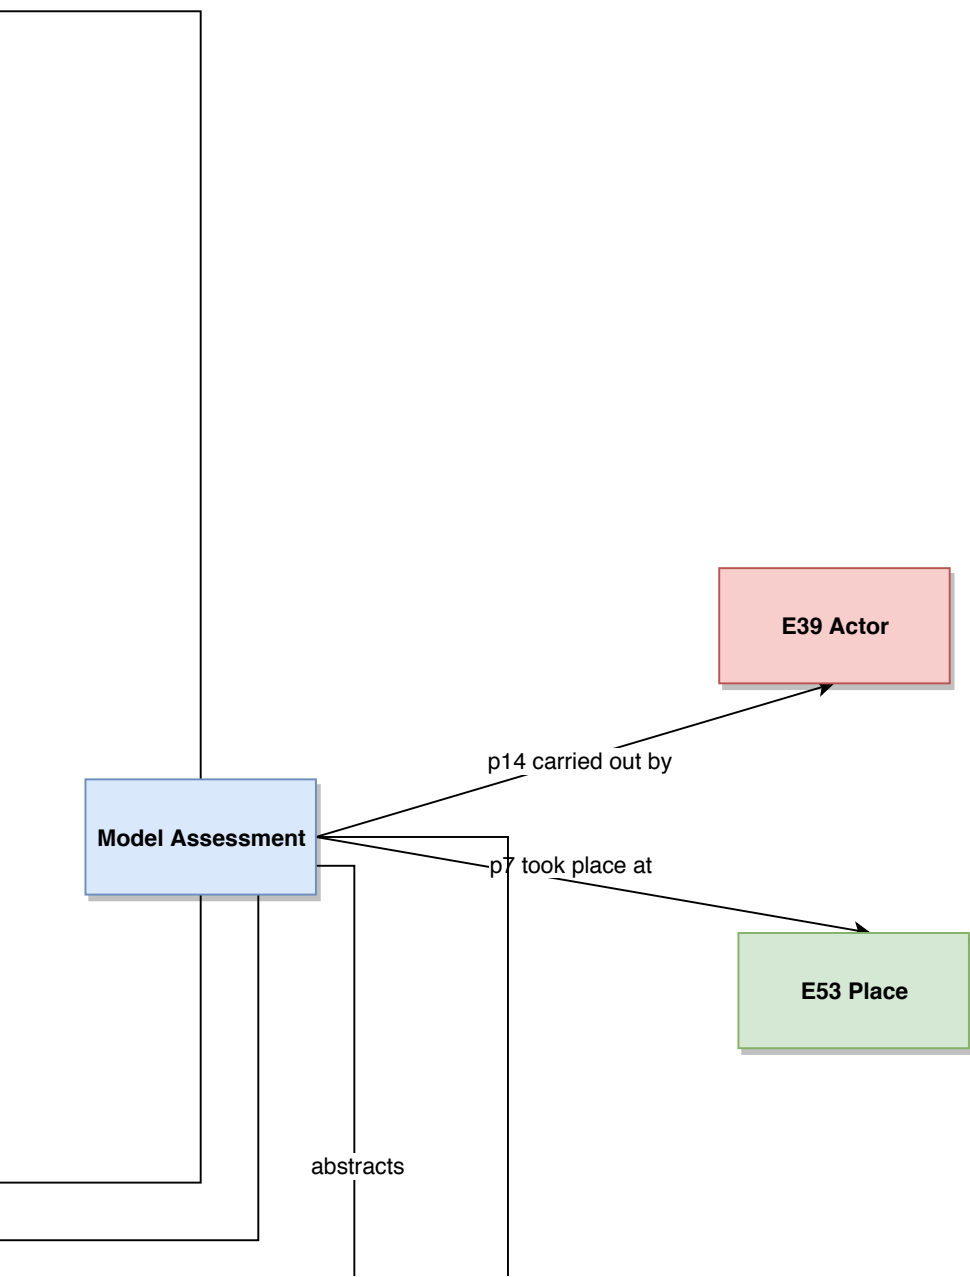 E39 Actor
p14 carried out by
Model Assessment
p7 took place at
E53 Place
abstracts